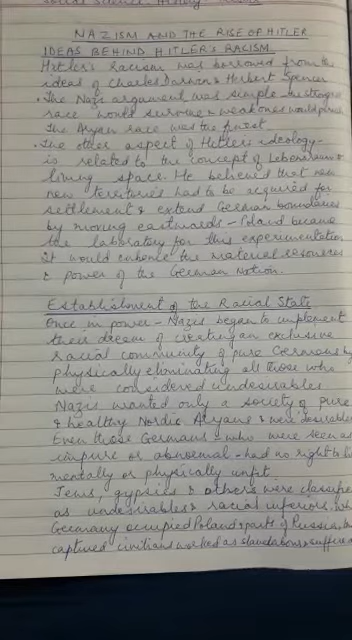 social science. History.
NAZISM AND THE RISE OF HITLER
IDEAS BEHIND HITLER'S RACISM
Hitler's Racism was borrowed from the
ideas of Charles Darwin & Herbert Spencer
• The Nazi argument was simple the strongest
race would survive & weak ones would perish
The Aryan race was the finest
• The other aspect of Hitler's ideology-
is related to the concept of Lebensraum &
living space. He believed that new
new territories had to be acquired for
settlement & extend German boundaries
by moving eastwards - Poland became
the laboratory for this experimentation
It would enhance the material resources
& power of the German Nation.
Establishment of the Racial State
Once in power - Nazis began to implement
their dream of creating an exclusive
racial community of pure Germans by
physically eliminating all those who
were considered undesirables
Nazis wanted only a society of pure
& healthy Nordic Aryans & were desirables
Even those Germans - who were seen as
impure or abnormal - had no right to
mentally or physically unfit.
Jews, gypsies & others were classified
as undesirables & racial inferiors.
Germany occupied Poland & parts of Russia,
captured civilians worked as slave labour & suffered